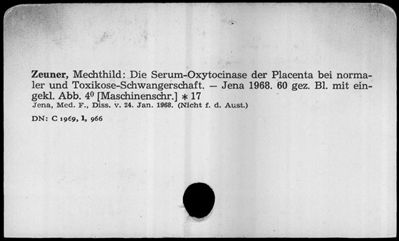 Zeuner, Mechthild: Die Serum-Oxytocinase der Placenta bei norma-
ler und Toxikose-Schwangerschaft. — Jena 1968. 60 gez. Bl. mit ein-
gekl. Abb. 4⁰ [Maschinenschr.] * 17
Jena, Med. F., Diss. v. 24. Jan. 1968. (Nicht f. d. Aust.)
DN: C 1969, 1, 966